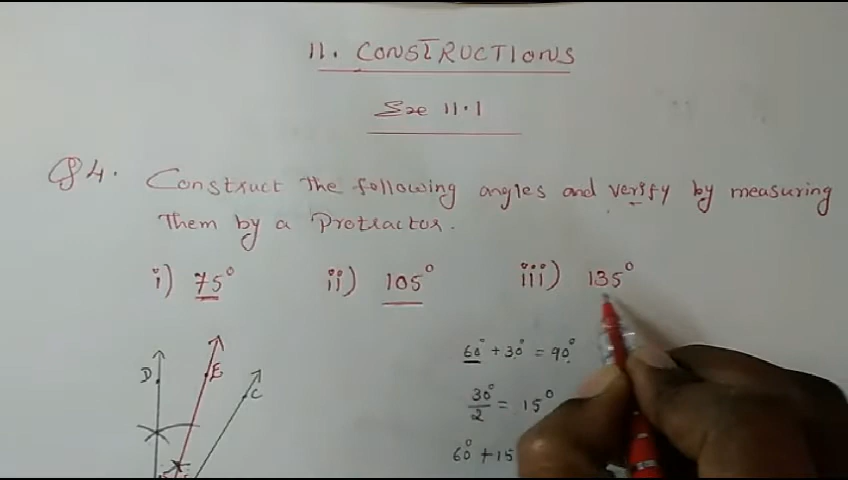 11. CONSTRUCTIONS
Exe 11.1
Q4. Construct The following angles and verify by measuring
Them by a Protractor.
i) 75° ii) 105° iii) 135°
D E C
60° + 30° = 90°
30°/2 = 15°
60° + 15